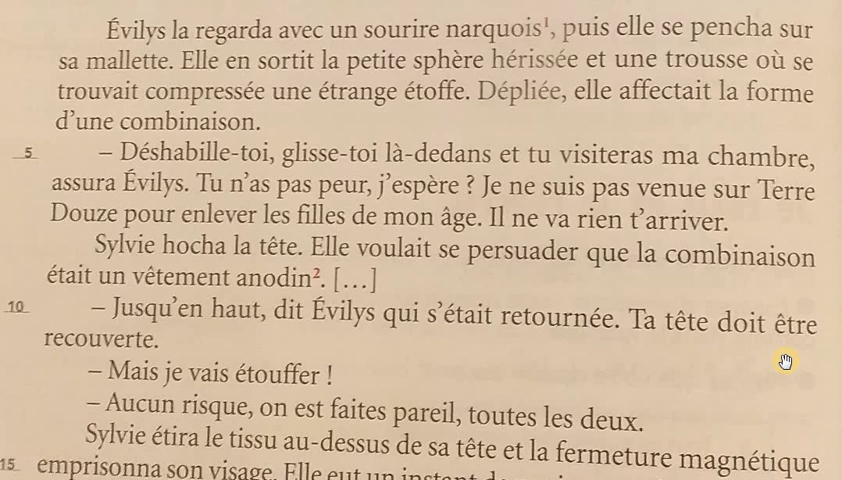 Évilys la regarda avec un sourire narquois¹, puis elle se pencha sur
sa mallette. Elle en sortit la petite sphère hérissée et une trousse où se
trouvait compressée une étrange étoffe. Dépliée, elle affectait la forme
d'une combinaison.
5 – Déshabille-toi, glisse-toi là-dedans et tu visiteras ma chambre,
assura Évilys. Tu n'as pas peur, j'espère ? Je ne suis pas venue sur Terre
Douze pour enlever les filles de mon âge. Il ne va rien t'arriver.
Sylvie hocha la tête. Elle voulait se persuader que la combinaison
était un vêtement anodin². […]
10 – Jusqu'en haut, dit Évilys qui s'était retournée. Ta tête doit être
recouverte.
– Mais je vais étouffer !
– Aucun risque, on est faites pareil, toutes les deux.
Sylvie étira le tissu au-dessus de sa tête et la fermeture magnétique
15 emprisonna son visage. Elle eut un instant